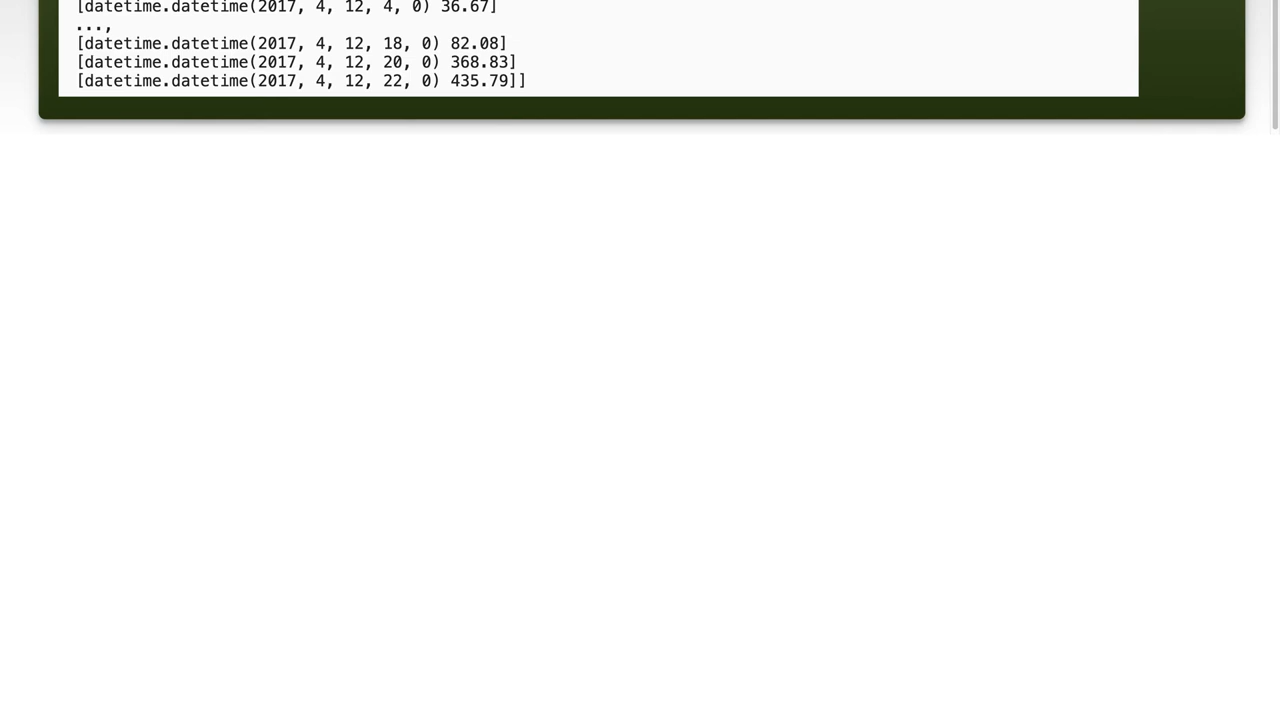 [datetime.datetime(2017, 4, 12, 4, 0) 36.67]
...,
[datetime.datetime(2017, 4, 12, 18, 0) 82.08]
[datetime.datetime(2017, 4, 12, 20, 0) 368.83]
[datetime.datetime(2017, 4, 12, 22, 0) 435.79]]